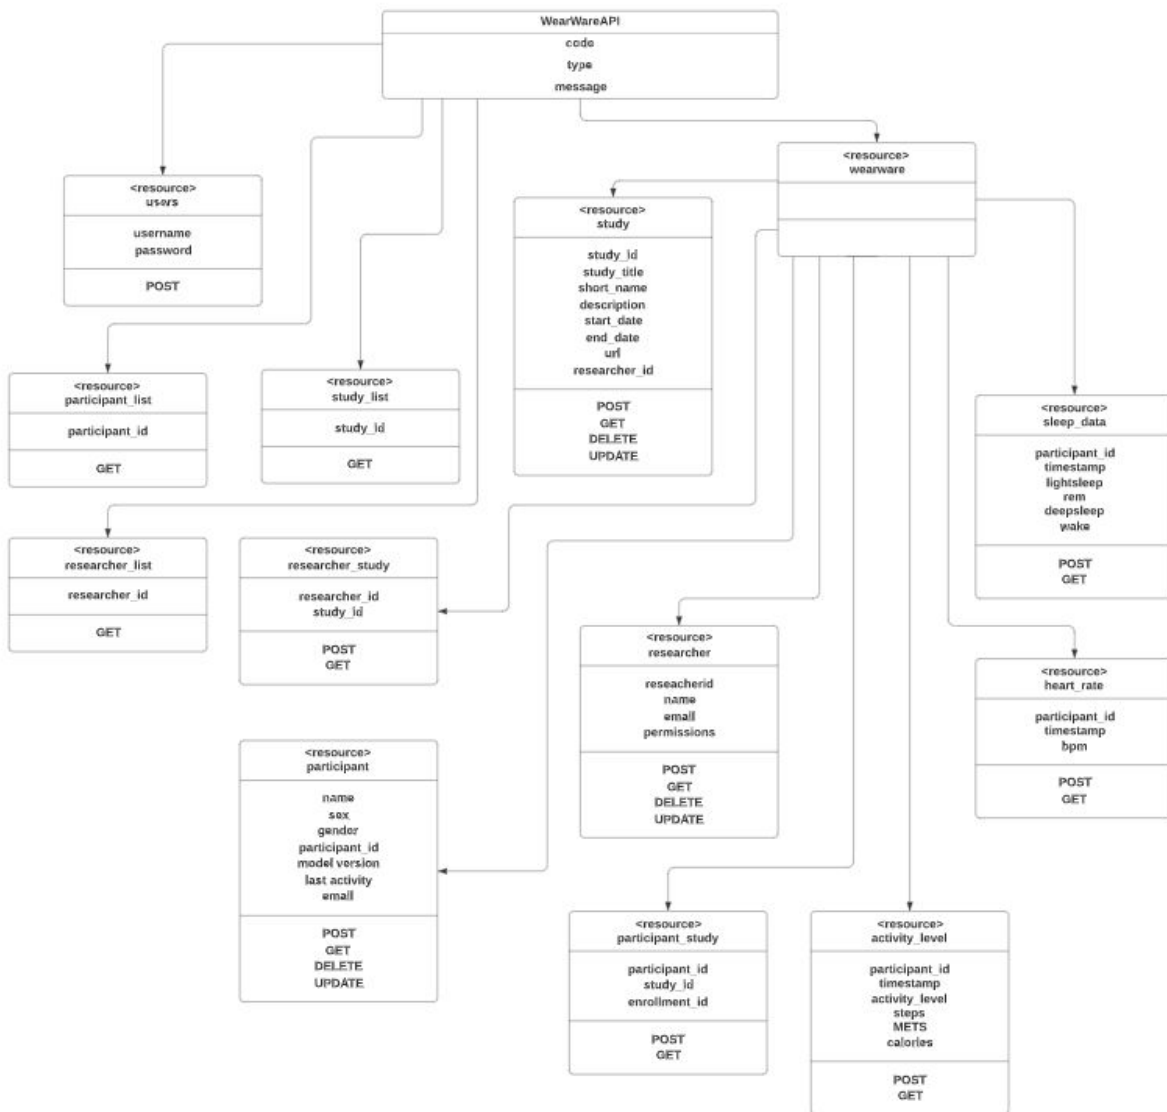 WearWareAPI
code
type
message
<resource>
users
username
password
POST
<resource>
wearware
<resource>
study
study_id
study_title
short_name
description
start_date
end_date
url
researcher_id
POST
GET
DELETE
UPDATE
<resource>
participant_list
participant_id
GET
<resource>
study_list
study_id
GET
<resource>
sleep_data
participant_id
timestamp
lightsleep
rem
deepsleep
wake
POST
GET
<resource>
researcher_list
researcher_id
GET
<resource>
researcher_study
researcher_id
study_id
POST
GET
<resource>
researcher
reseacherid
name
email
permissions
POST
GET
DELETE
UPDATE
<resource>
heart_rate
participant_id
timestamp
bpm
POST
GET
<resource>
participant
name
sex
gender
participant_id
model version
last activity
email
POST
GET
DELETE
UPDATE
<resource>
participant_study
participant_id
study_id
enrollment_id
POST
GET
<resource>
activity_level
participant_id
timestamp
activity_level
steps
METS
calories
POST
GET